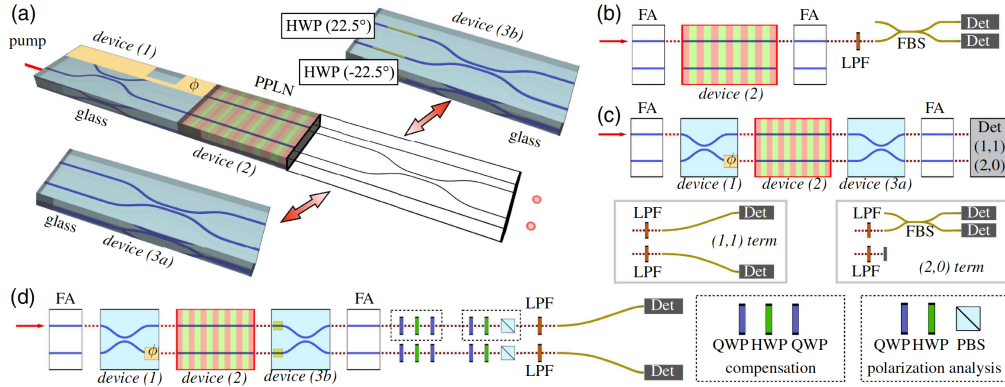 (a)
pump
device (1)
HWP (22.5°)
HWP (-22.5°)
device (3b)
ϕ
PPLN
glass
device (2)
glass
glass
device (3a)
(b)
FA
FA
device (2)
LPF
FBS
Det
Det
(c)
FA
FA
ϕ
device (1)
device (2)
device (3a)
Det
(1,1)
(2,0)
LPF
LPF
Det
Det
(1,1) term
LPF
LPF
FBS
Det
Det
(2,0) term
(d)
FA
FA
ϕ
device (1)
device (2)
device (3b)
LPF
LPF
Det
Det
QWP HWP QWP
compensation
QWP HWP PBS
polarization analysis